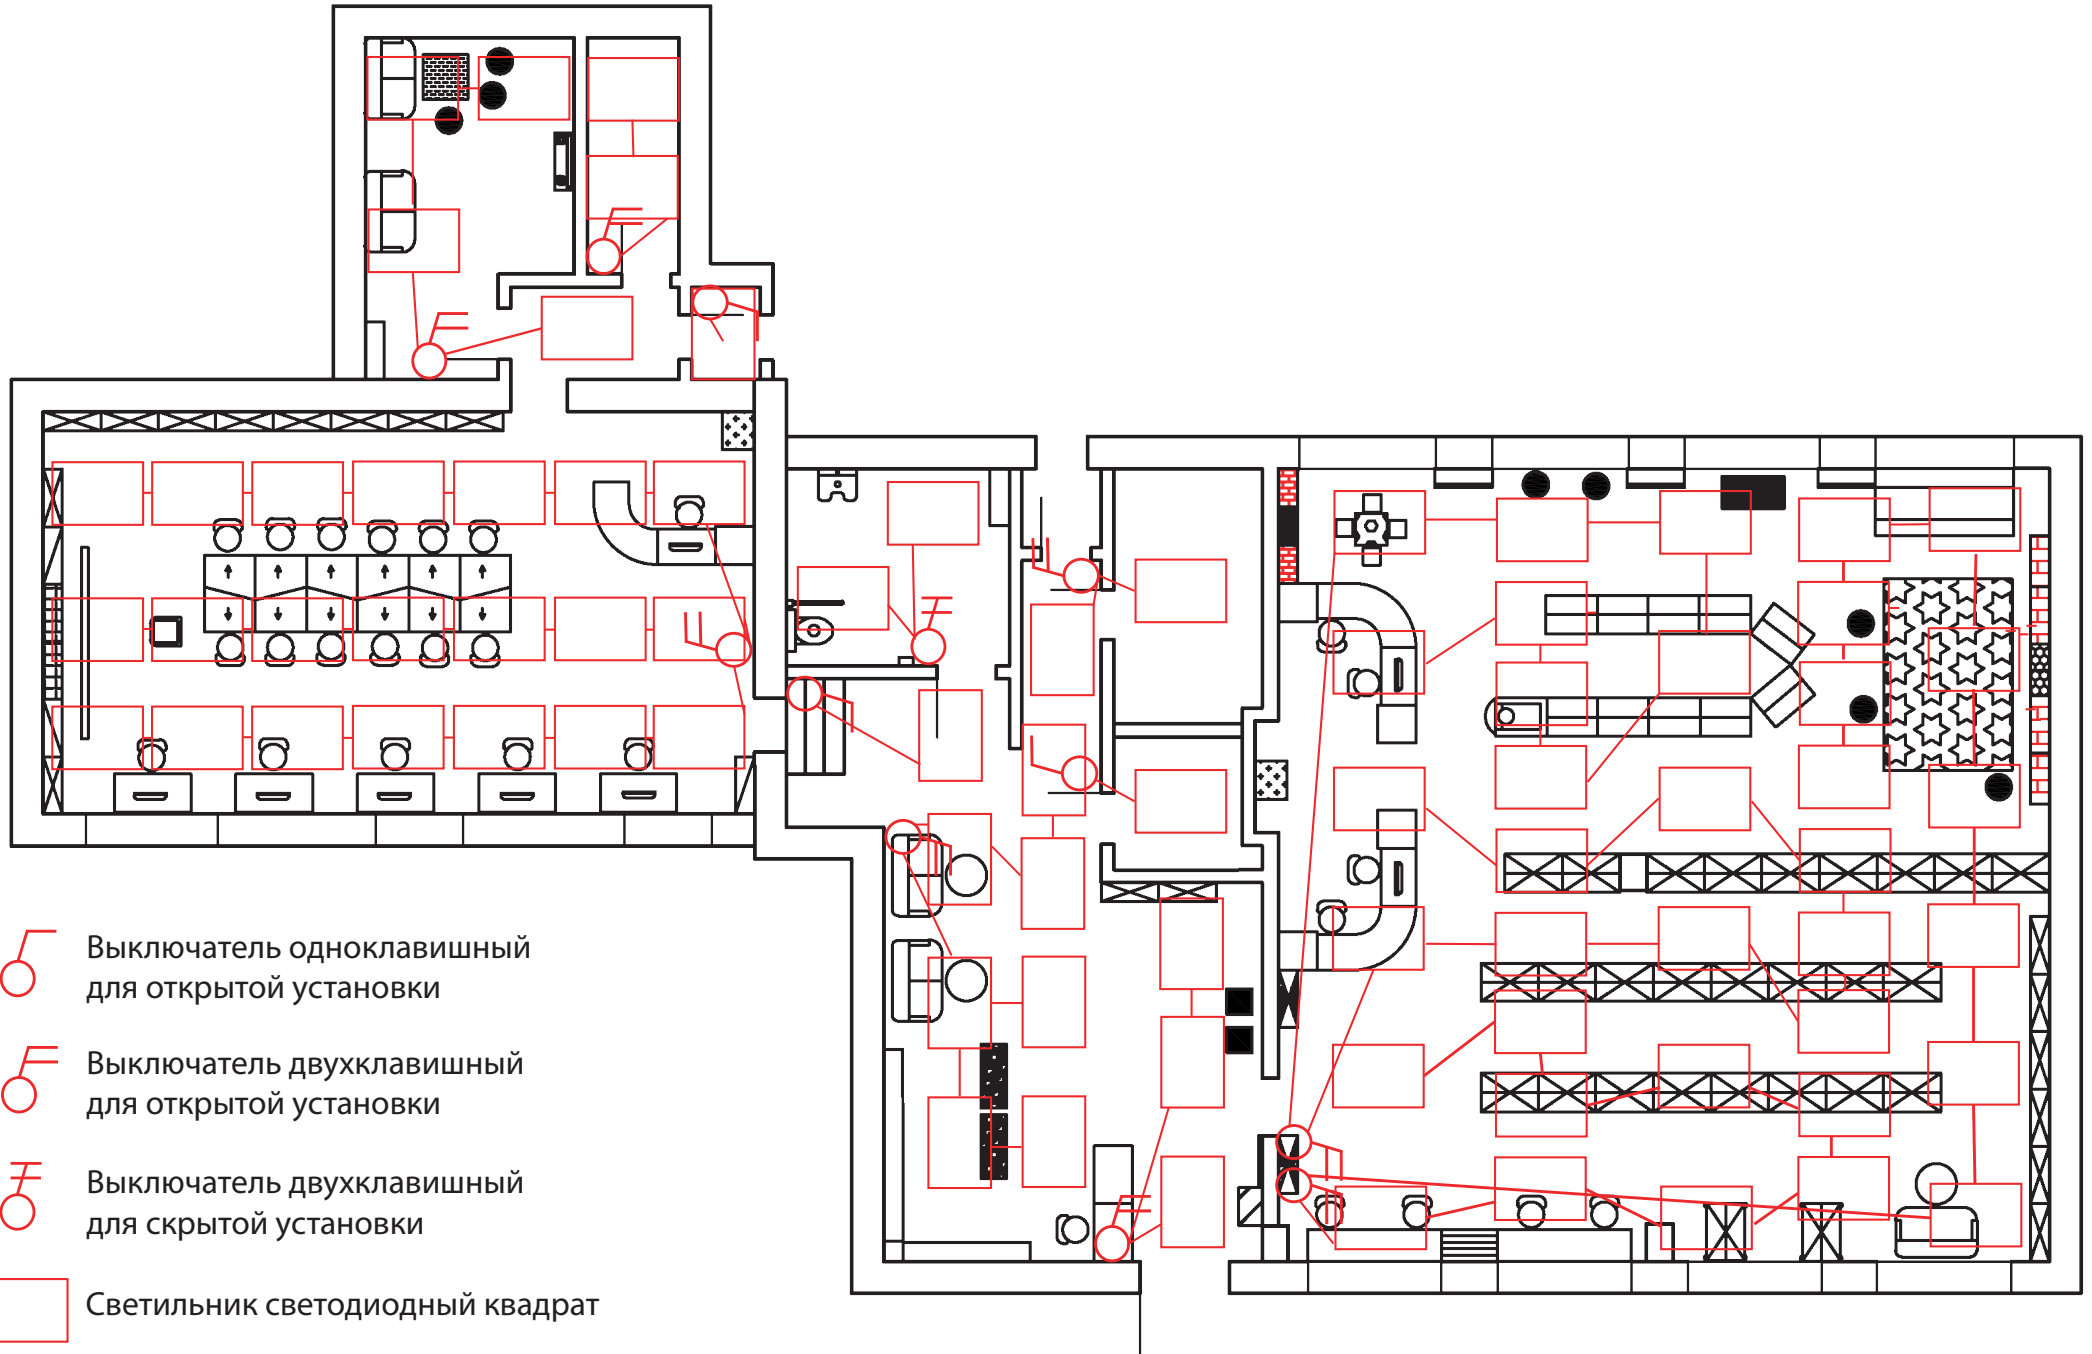 Выключатель одноклавишный
для открытой установки
Выключатель двухклавишный
для открытой установки
Выключатель двухклавишный
для скрытой установки
Светильник светодиодный квадрат